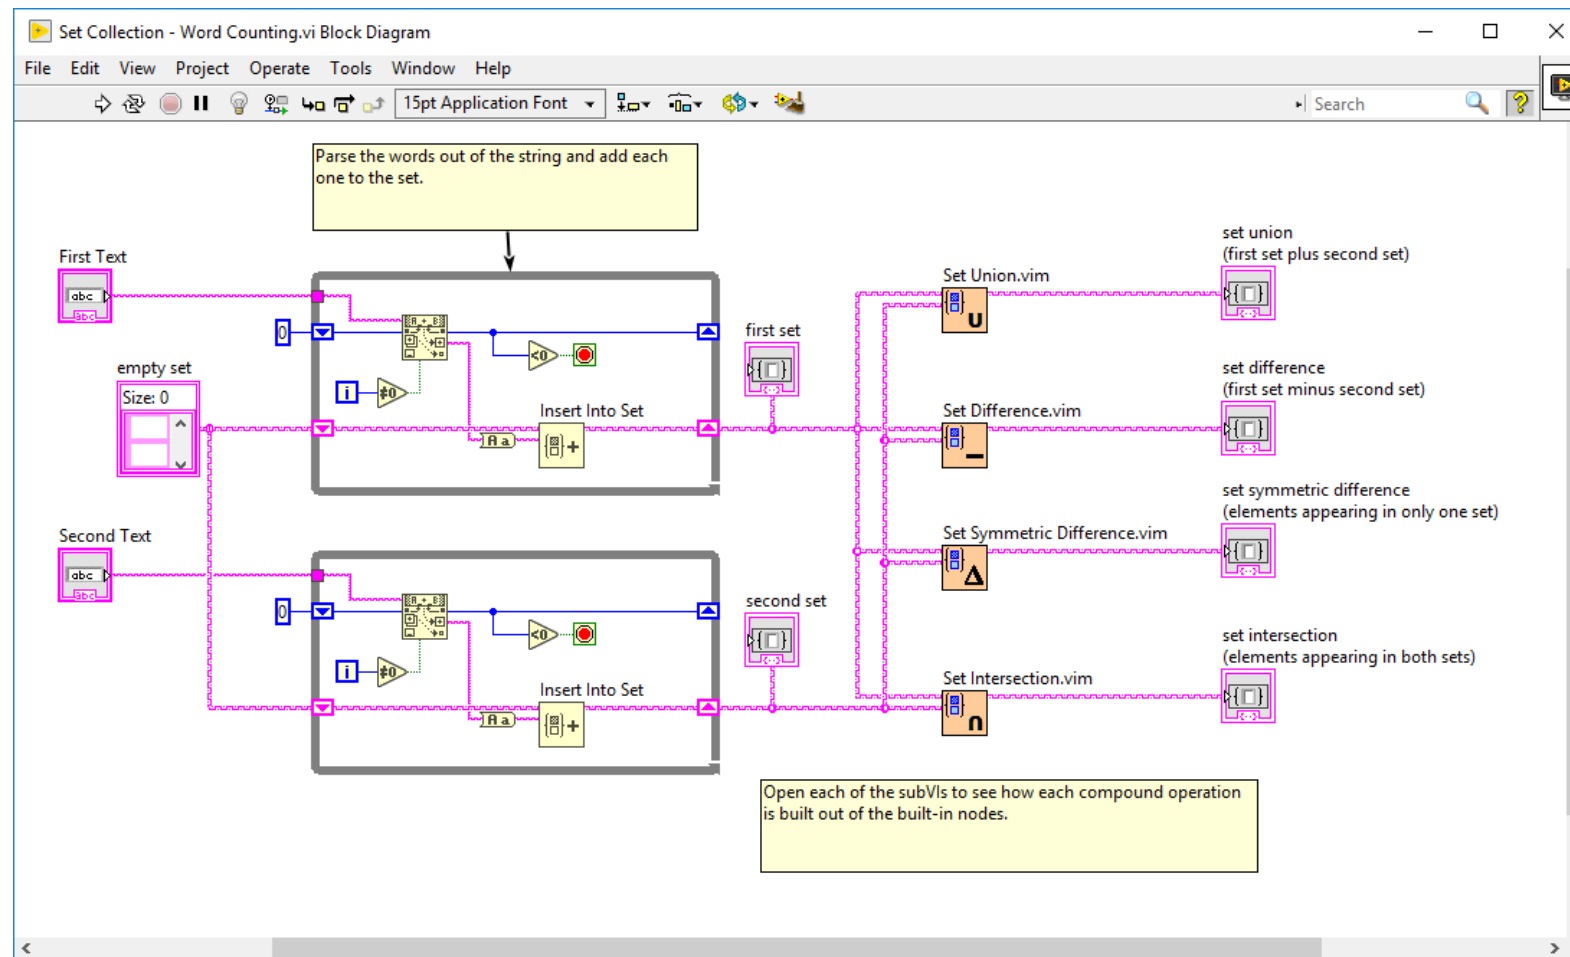 Set Collection - Word Counting.vi Block Diagram
File Edit View Project Operate Tools Window Help
15pt Application Font
Search
Parse the words out of the string and add each
one to the set.
First Text
abc
abc
0
<0
i
≠0
empty set
Size: 0
Insert Into Set
A a
first set
Set Union.vim
set union
(first set plus second set)
Set Difference.vim
set difference
(first set minus second set)
Second Text
abc
abc
0
<0
i
≠0
Insert Into Set
A a
second set
Set Symmetric Difference.vim
set symmetric difference
(elements appearing in only one set)
Set Intersection.vim
set intersection
(elements appearing in both sets)
Open each of the subVIs to see how each compound operation
is built out of the built-in nodes.